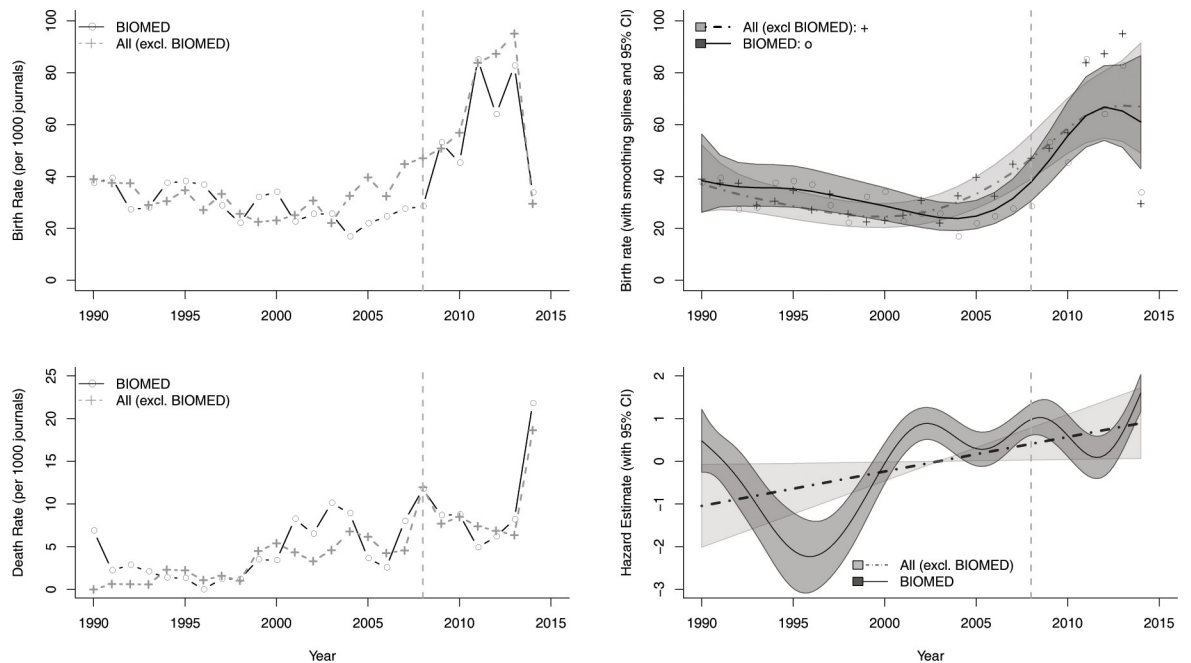 Birth Rate (per 1000 journals)
100
80
60
40
20
0
BIOMED
All (excl. BIOMED)
1990 1995 2000 2005 2010 2015
Birth rate (with smoothing splines and 95% CI)
100
80
60
40
20
0
All (excl BIOMED): +
BIOMED: o
1990 1995 2000 2005 2010 2015
Death Rate (per 1000 journals)
25
20
15
10
5
0
BIOMED
All (excl. BIOMED)
1990 1995 2000 2005 2010 2015
Year
Hazard Estimate (with 95% CI)
2
1
0
-1
-2
-3
All (excl. BIOMED)
BIOMED
1990 1995 2000 2005 2010 2015
Year